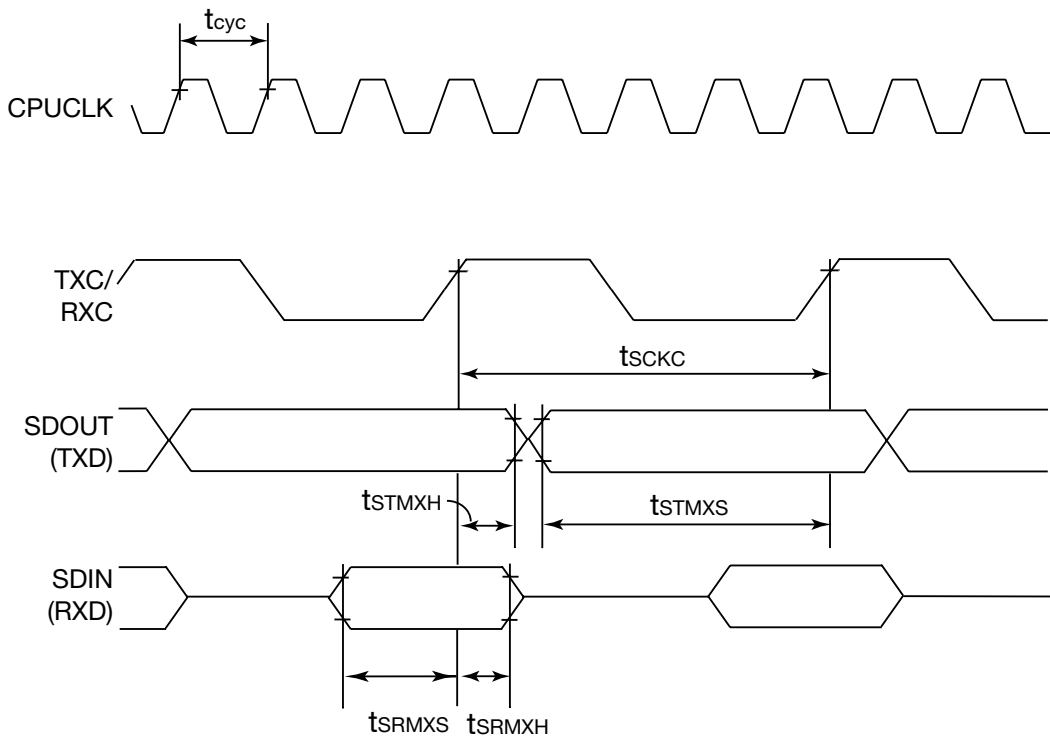 tcyc
CPUCLK
TXC/
RXC
tSCKC
SDOUT
(TXD)
tSTMXH
tSTMXS
SDIN
(RXD)
tSRMXS
tSRMXH